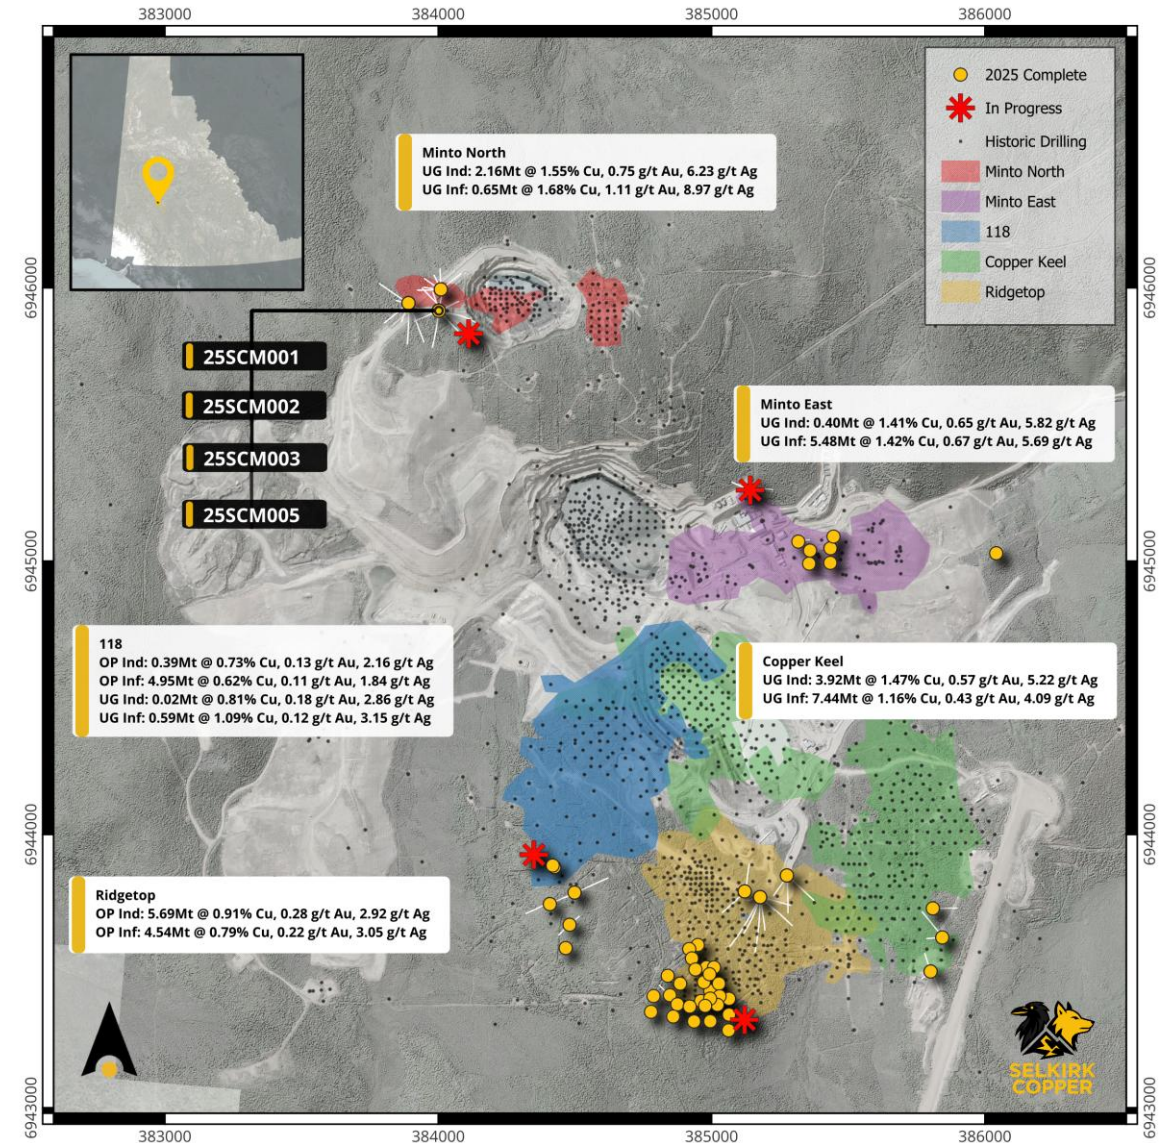 383000
384000
385000
386000
2025 Complete
In Progress
Historic Drilling
Minto North
Minto East
118
Copper Keel
Ridgetop
Minto North
UG Ind: 2.16Mt @ 1.55% Cu, 0.75 g/t Au, 6.23 g/t Ag
UG Inf: 0.65Mt @ 1.68% Cu, 1.11 g/t Au, 8.97 g/t Ag
6946000
6946000
25SCM001
25SCM002
25SCM003
25SCM005
Minto East
UG Ind: 0.40Mt @ 1.41% Cu, 0.65 g/t Au, 5.82 g/t Ag
UG Inf: 5.48Mt @ 1.42% Cu, 0.67 g/t Au, 5.69 g/t Ag
6945000
6945000
118
OP Ind: 0.39Mt @ 0.73% Cu, 0.13 g/t Au, 2.16 g/t Ag
OP Inf: 4.95Mt @ 0.62% Cu, 0.11 g/t Au, 1.84 g/t Ag
UG Ind: 0.02Mt @ 0.81% Cu, 0.18 g/t Au, 2.86 g/t Ag
UG Inf: 0.59Mt @ 1.09% Cu, 0.12 g/t Au, 3.15 g/t Ag
Copper Keel
UG Ind: 3.92Mt @ 1.47% Cu, 0.57 g/t Au, 5.22 g/t Ag
UG Inf: 7.44Mt @ 1.16% Cu, 0.43 g/t Au, 4.09 g/t Ag
6944000
6944000
Ridgetop
OP Ind: 5.69Mt @ 0.91% Cu, 0.28 g/t Au, 2.92 g/t Ag
OP Inf: 4.54Mt @ 0.79% Cu, 0.22 g/t Au, 3.05 g/t Ag
SELKIRK
COPPER
6943000
6943000
383000
384000
385000
386000